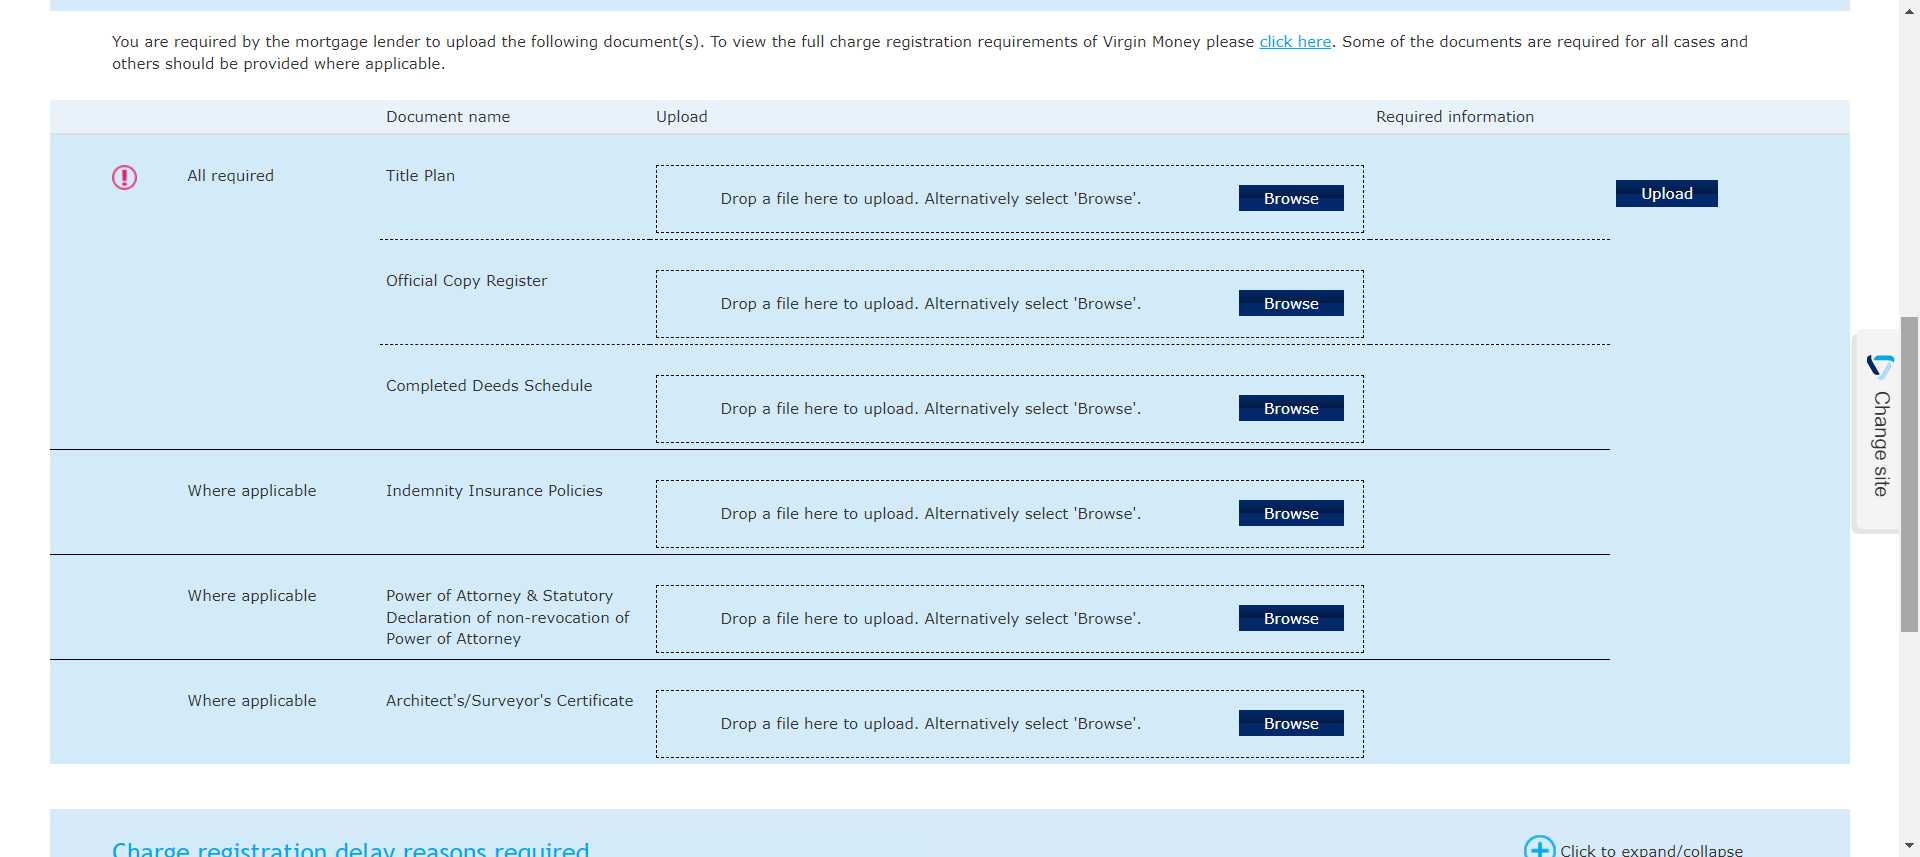 You are required by the mortgage lender to upload the following document(s). To view the full charge registration requirements of Virgin Money please click here. Some of the documents are required for all cases and
others should be provided where applicable.
Document name Upload Required information
All required Title Plan Drop a file here to upload. Alternatively select 'Browse'. Browse Upload
Official Copy Register Drop a file here to upload. Alternatively select 'Browse'. Browse
Completed Deeds Schedule Drop a file here to upload. Alternatively select 'Browse'. Browse
Where applicable Indemnity Insurance Policies Drop a file here to upload. Alternatively select 'Browse'. Browse
Where applicable Power of Attorney & Statutory
Declaration of non-revocation of
Power of Attorney
Drop a file here to upload. Alternatively select 'Browse'. Browse
Where applicable Architect's/Surveyor's Certificate Drop a file here to upload. Alternatively select 'Browse'. Browse
Change site
Charge registration delay reasons required Click to expand/collapse